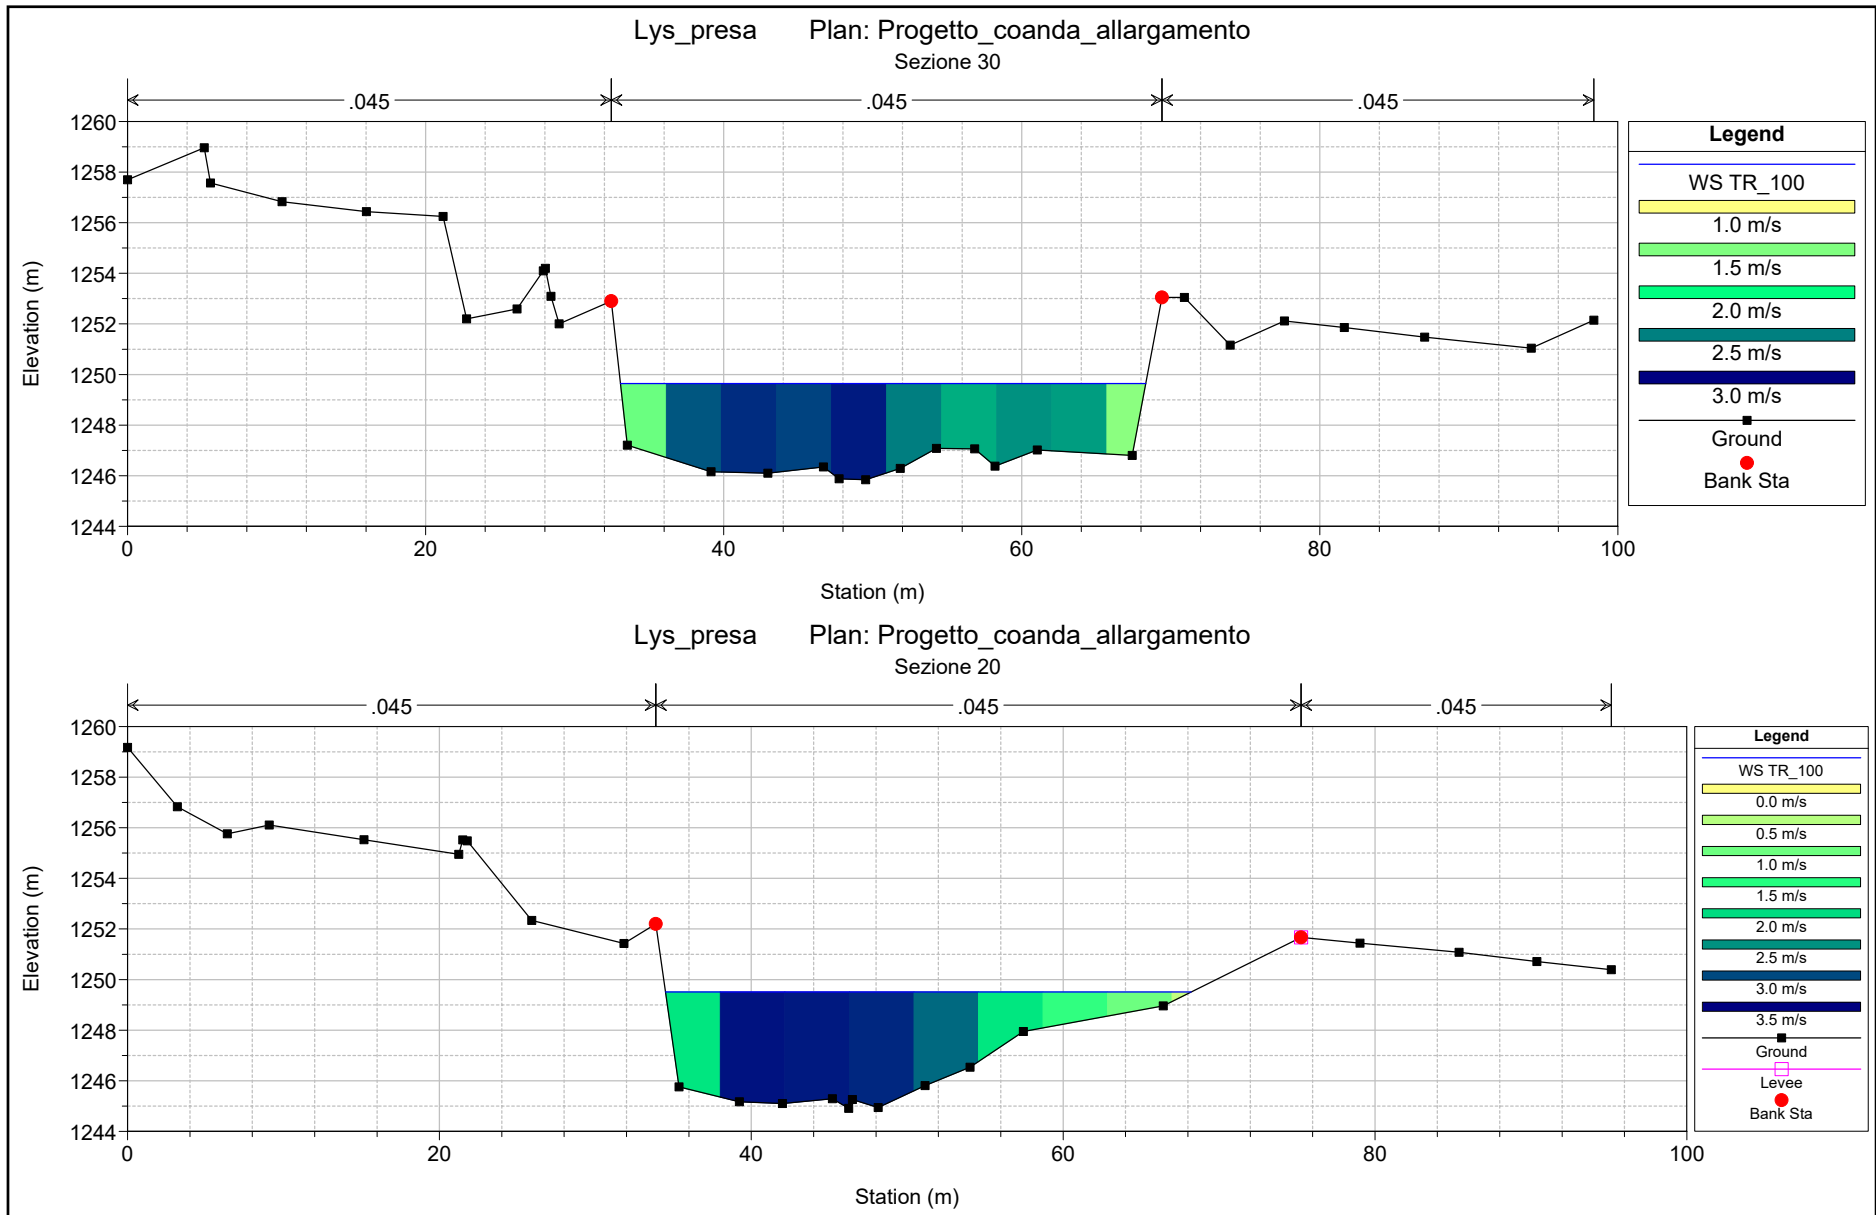 Lys_presa Plan: Progetto_coanda_allargamento
Sezione 30
.045 .045 .045
1260
1258
1256
1254
1252
1250
1248
1246
1244
Elevation (m)
0 20 40 60 80 100
Station (m)
Legend
WS TR_100
1.0 m/s
1.5 m/s
2.0 m/s
2.5 m/s
3.0 m/s
Ground
Bank Sta
Lys_presa Plan: Progetto_coanda_allargamento
Sezione 20
.045 .045 .045
1260
1258
1256
1254
1252
1250
1248
1246
1244
Elevation (m)
0 20 40 60 80 100
Station (m)
Legend
WS TR_100
0.0 m/s
0.5 m/s
1.0 m/s
1.5 m/s
2.0 m/s
2.5 m/s
3.0 m/s
3.5 m/s
Ground
Levee
Bank Sta